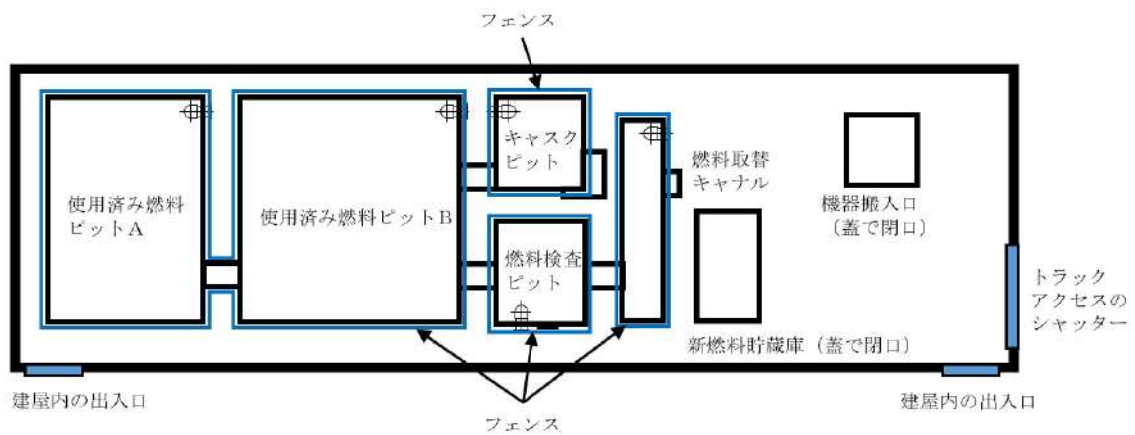 フェンス
使用済み燃料
ピットA
使用済み燃料ピットB
キャスク
ピット
燃料検査
ピット
燃料取替
キャナル
機器搬入口
(蓋で閉口)
新燃料貯蔵庫(蓋で閉口)
トラック
アクセスの
シャッター
建屋内の出入口
フェンス
建屋内の出入口